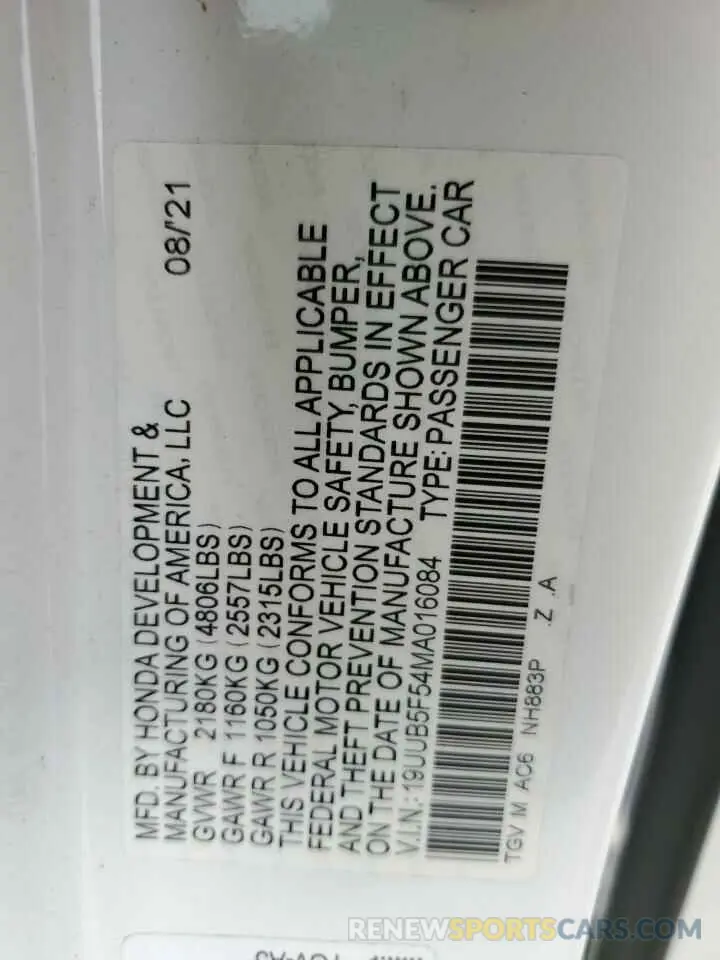 MFD. BY HONDA DEVELOPMENT &
MANUFACTURING OF AMERICA, LLC 08/'21
GVWR 2180KG (4806LBS)
GAWR F 1160KG (2557LBS)
GAWR R 1050KG (2315LBS)
THIS VEHICLE CONFORMS TO ALL APPLICABLE
FEDERAL MOTOR VEHICLE SAFETY, BUMPER,
AND THEFT PREVENTION STANDARDS IN EFFECT
ON THE DATE OF MANUFACTURE SHOWN ABOVE.
V.I.N.: 19UUB5F54MA016084 TYPE: PASSENGER CAR
TGV M AC6 NH883P .Z .A
RENEWSPORTSCARS.COM